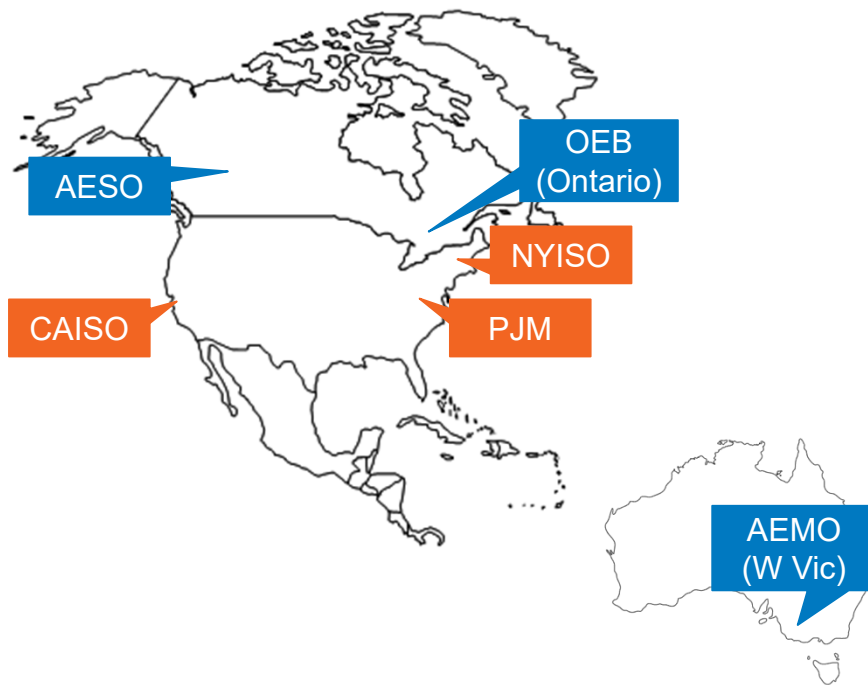 OEB
(Ontario)
AESO
NYISO
CAISO
PJM
AEMO
(W Vic)